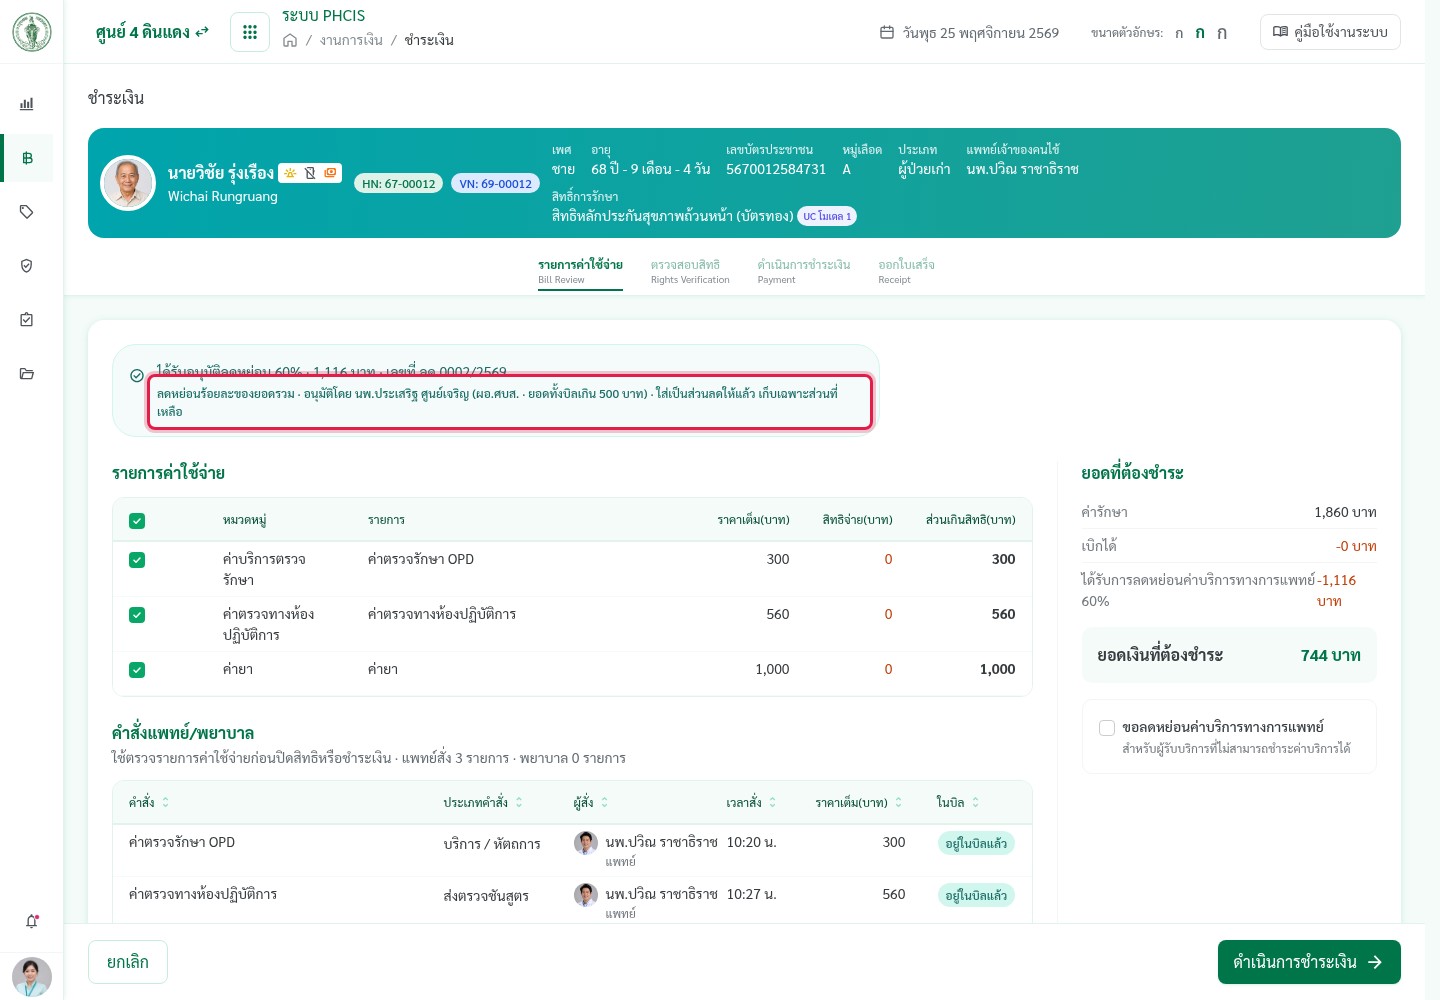 ศูนย์ 4 ดินแดง
ระบบ PHCIS
งานการเงิน / ชำระเงิน
วันพุธ 25 พฤศจิกายน 2569
ขนาดตัวอักษร: ก ก ก
คู่มือใช้งานระบบ
ชำระเงิน
นายวิชัย รุ่งเรือง
Wichai Rungruang
HN: 67-00012
VN: 69-00012
เพศ อายุ เลขบัตรประชาชน หมู่เลือด ประเภท แพทย์เจ้าของคนไข้
ชาย 68 ปี - 9 เดือน - 4 วัน 5670012584731 A ผู้ป่วยเก่า นพ.ปวิณ ราชาธิราช
สิทธิ์การรักษา
สิทธิหลักประกันสุขภาพถ้วนหน้า (บัตรทอง) UC โมเดล 1
รายการค่าใช้จ่าย ตรวจสอบสิทธิ ดำเนินการชำระเงิน ออกใบเสร็จ
Bill Review Rights Verification Payment Receipt
ได้รับอนุมัติลดหย่อน 60% · 1,116 บาท · เลขที่ ลด 0002/2569
ลดหย่อนร้อยละของยอดรวม · อนุมัติโดย นพ.ประเสริฐ ศูนย์เจริญ (ผอ.ศบส. · ยอดทั้งบิลเกิน 500 บาท) · ใส่เป็นส่วนลดให้แล้ว เก็บเฉพาะส่วนที่
เหลือ
รายการค่าใช้จ่าย
หมวดหมู่ รายการ ราคาเต็ม(บาท) สิทธิจ่าย(บาท) ส่วนเกินสิทธิ(บาท)
ค่าบริการตรวจ ค่าตรวจรักษา OPD 300 0 300
รักษา
ค่าตรวจทางห้อง ค่าตรวจทางห้องปฏิบัติการ 560 0 560
ปฏิบัติการ
ค่ายา ค่ายา 1,000 0 1,000
คำสั่งแพทย์/พยาบาล
ใช้ตรวจรายการค่าใช้จ่ายก่อนปิดสิทธิหรือชำระเงิน · แพทย์สั่ง 3 รายการ · พยาบาล 0 รายการ
คำสั่ง ประเภทคำสั่ง ผู้สั่ง เวลาสั่ง ราคาเต็ม(บาท) ในบิล
ค่าตรวจรักษา OPD บริการ / หัตถการ นพ.ปวิณ ราชาธิราช 10:20 น. 300 อยู่ในบิลแล้ว
แพทย์
ค่าตรวจทางห้องปฏิบัติการ ส่งตรวจชันสูตร นพ.ปวิณ ราชาธิราช 10:27 น. 560 อยู่ในบิลแล้ว
แพทย์
ยอดที่ต้องชำระ
ค่ารักษา 1,860 บาท
เบิกได้ -0 บาท
ได้รับการลดหย่อนค่าบริการทางการแพทย์ -1,116
60% บาท
ยอดเงินที่ต้องชำระ 744 บาท
ขอลดหย่อนค่าบริการทางการแพทย์
สำหรับผู้รับบริการที่ไม่สามารถชำระค่าบริการได้
ยกเลิก
ดำเนินการชำระเงิน